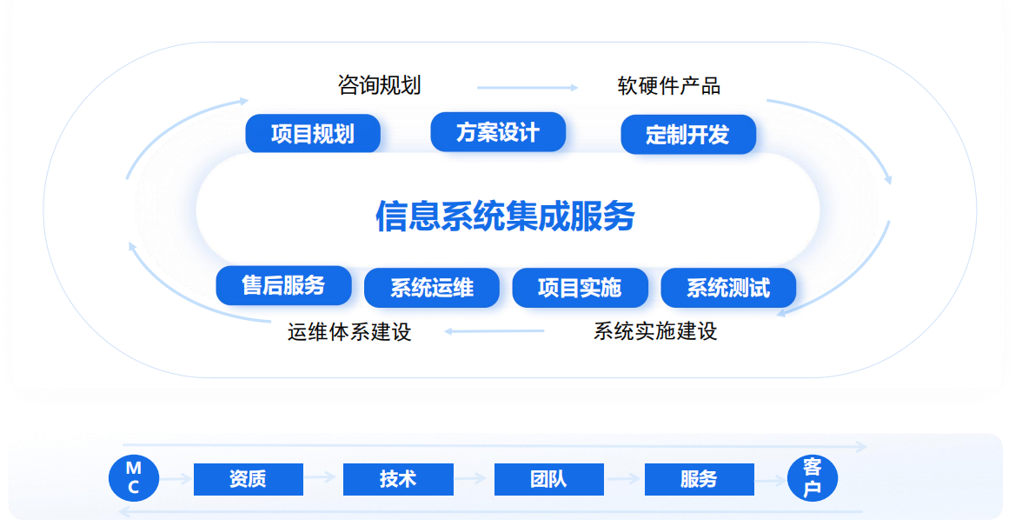 咨询规划
软硬件产品
项目规划
方案设计
定制开发
信息系统集成服务
售后服务
系统运维
项目实施
系统测试
运维体系建设
系统实施建设
M
C
资质
技术
团队
服务
客
户